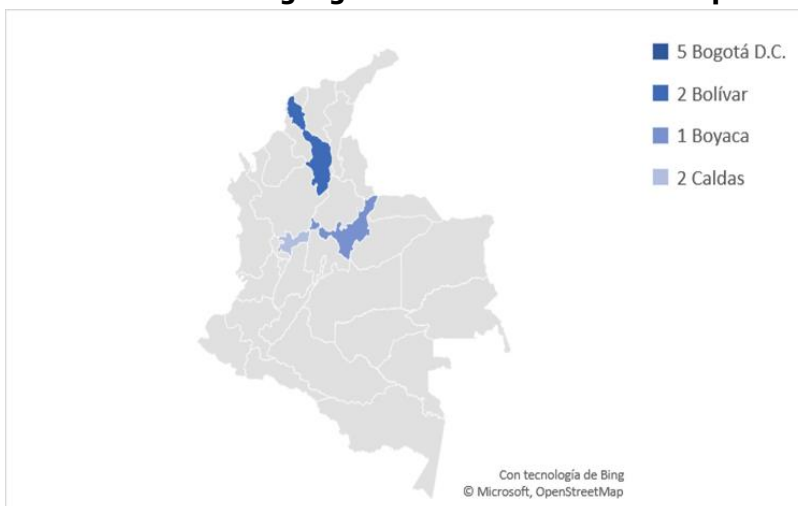 5 Bogotá D.C.
2 Bolívar
1 Boyaca
2 Caldas
Con tecnología de Bing
© Microsoft, OpenStreetMap